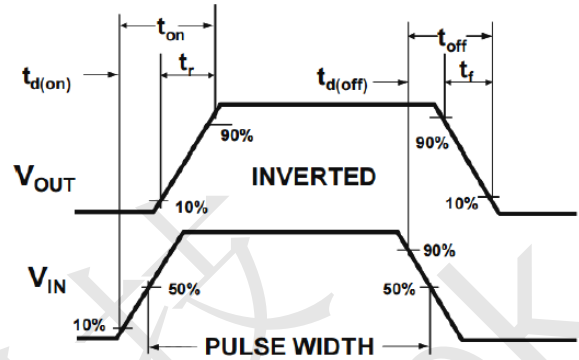 ton toff
td(on) tr td(off) tf
90% 90%
VOUT INVERTED
10% 10%
90%
VIN 50% 50%
10%
PULSE WIDTH